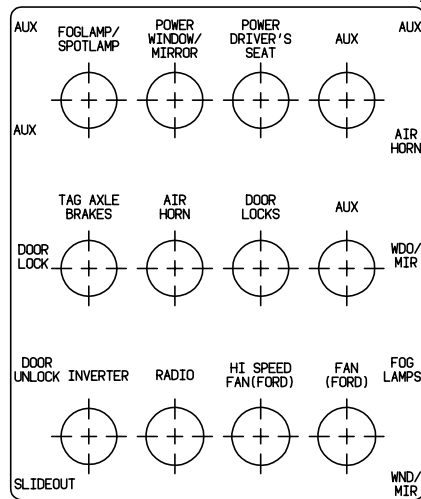 AUX
FOGLAMP/
SPOTLAMP
POWER
WINDOW/
MIRROR
POWER
DRIVER'S
SEAT
AUX
AUX
AUX
AIR
HORN
TAG AXLE
BRAKES
AIR
HORN
DOOR
LOCKS
AUX
DOOR
LOCK
WDO/
MIR
DOOR
UNLOCK
INVERTER
RADIO
HI SPEED
FAN(FORD)
FAN
(FORD)
FOG
LAMPS
SLIDEOUT
WND/
MIR